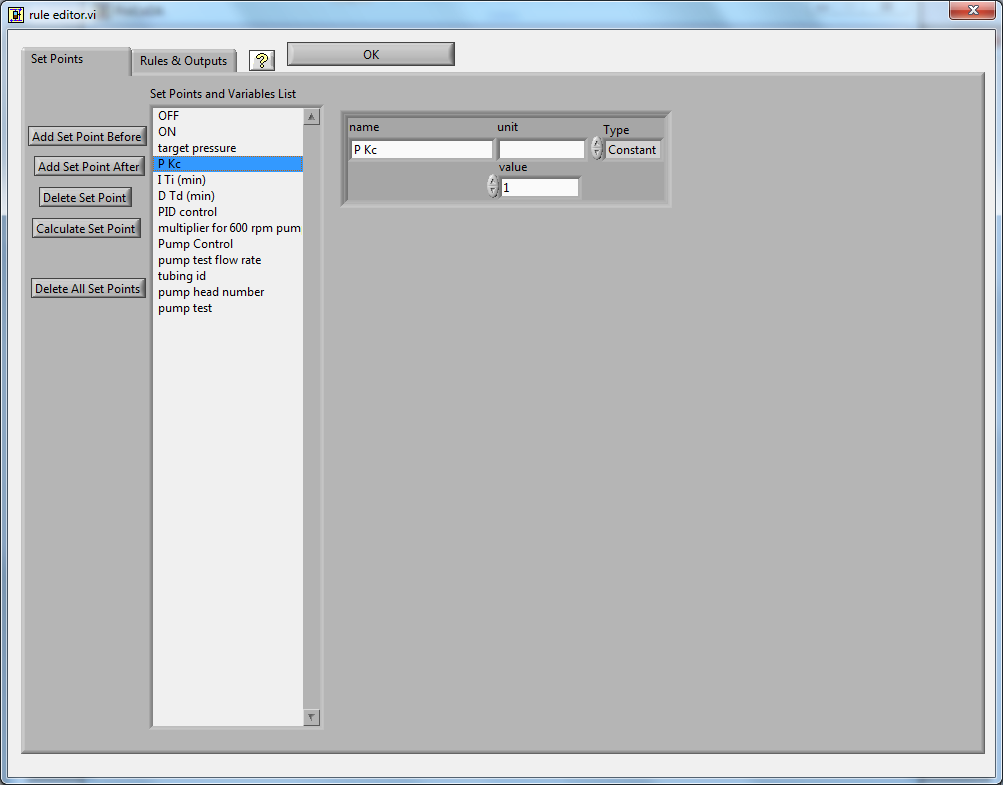 rule editor.vi
Set Points
Rules & Outputs
?
OK
Set Points and Variables List
Add Set Point Before
Add Set Point After
Delete Set Point
Calculate Set Point
Delete All Set Points
OFF
ON
target pressure
P Kc
I Ti (min)
D Td (min)
PID control
multiplier for 600 rpm pum
Pump Control
pump test flow rate
tubing id
pump head number
pump test
name
unit
Type
P Kc
Constant
value
1